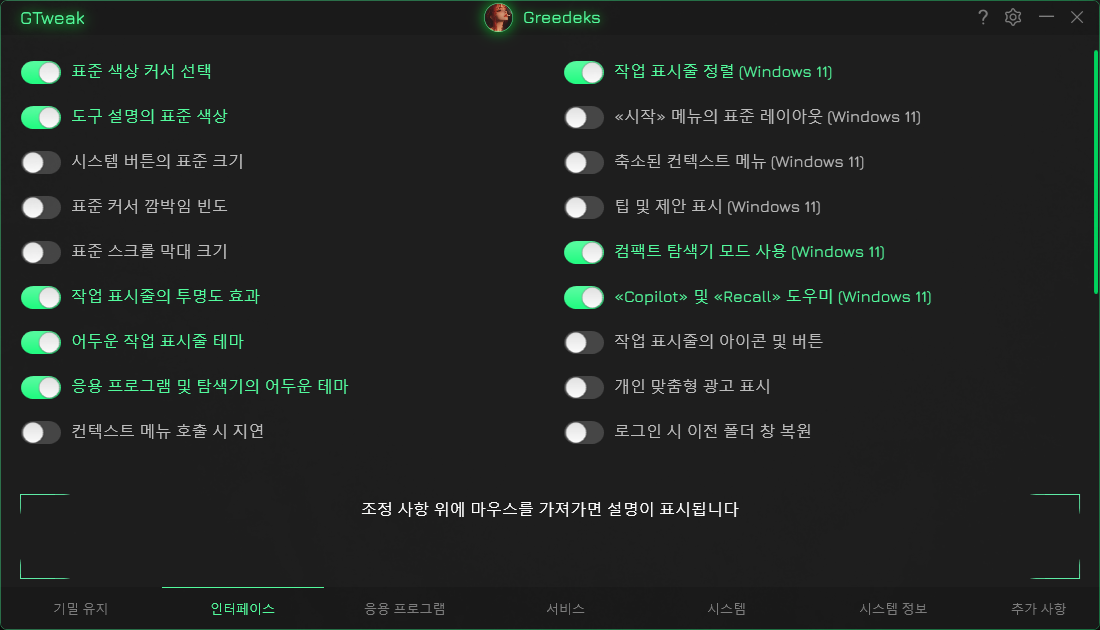 GTweak
Greedeks
표준 색상 커서 선택
도구 설명의 표준 색상
시스템 버튼의 표준 크기
표준 커서 깜박임 빈도
표준 스크롤 막대 크기
작업 표시줄의 투명도 효과
어두운 작업 표시줄 테마
응용 프로그램 및 탐색기의 어두운 테마
컨텍스트 메뉴 호출 시 지연
작업 표시줄 정렬 (Windows 11)
«시작» 메뉴의 표준 레이아웃 (Windows 11)
축소된 컨텍스트 메뉴 (Windows 11)
팁 및 제안 표시 (Windows 11)
컴팩트 탐색기 모드 사용 (Windows 11)
«Copilot» 및 «Recall» 도우미 (Windows 11)
작업 표시줄의 아이콘 및 버튼
개인 맞춤형 광고 표시
로그인 시 이전 폴더 창 복원
조정 사항 위에 마우스를 가져가면 설명이 표시됩니다
기밀 유지
인터페이스
응용 프로그램
서비스
시스템
시스템 정보
추가 사항